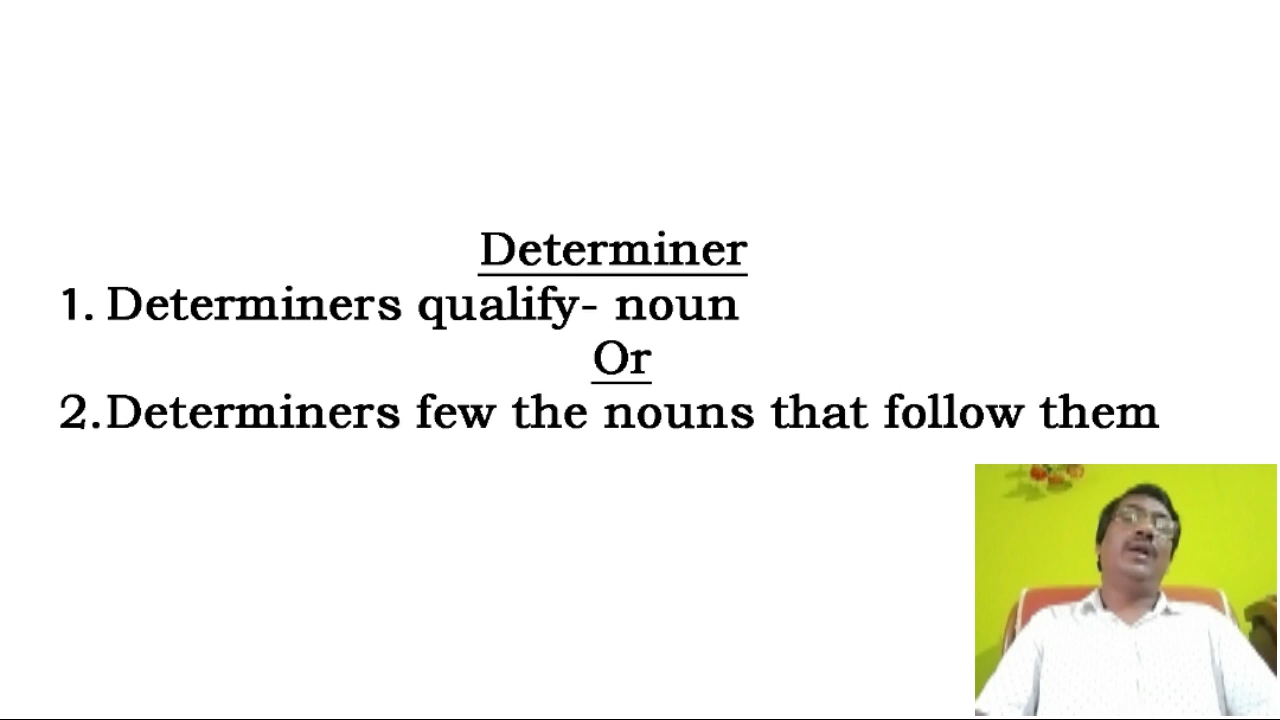 Determiner
1. Determiners qualify- noun
Or
2.Determiners few the nouns that follow them